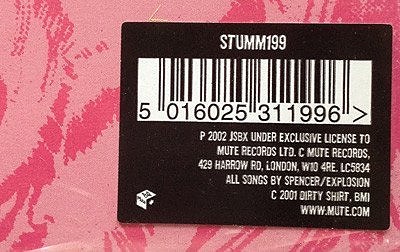 STUMM199
5 016025 311996 >
P 2002 JSBX UNDER EXCLUSIVE LICENSE TO
MUTE RECORDS LTD. C MUTE RECORDS,
429 HARROW RD, LONDON, W10 4RE. LC5834
ALL SONGS BY SPENCER/EXPLOSION
C 2001 DIRTY SHIRT, BMI
WWW.MUTE.COM